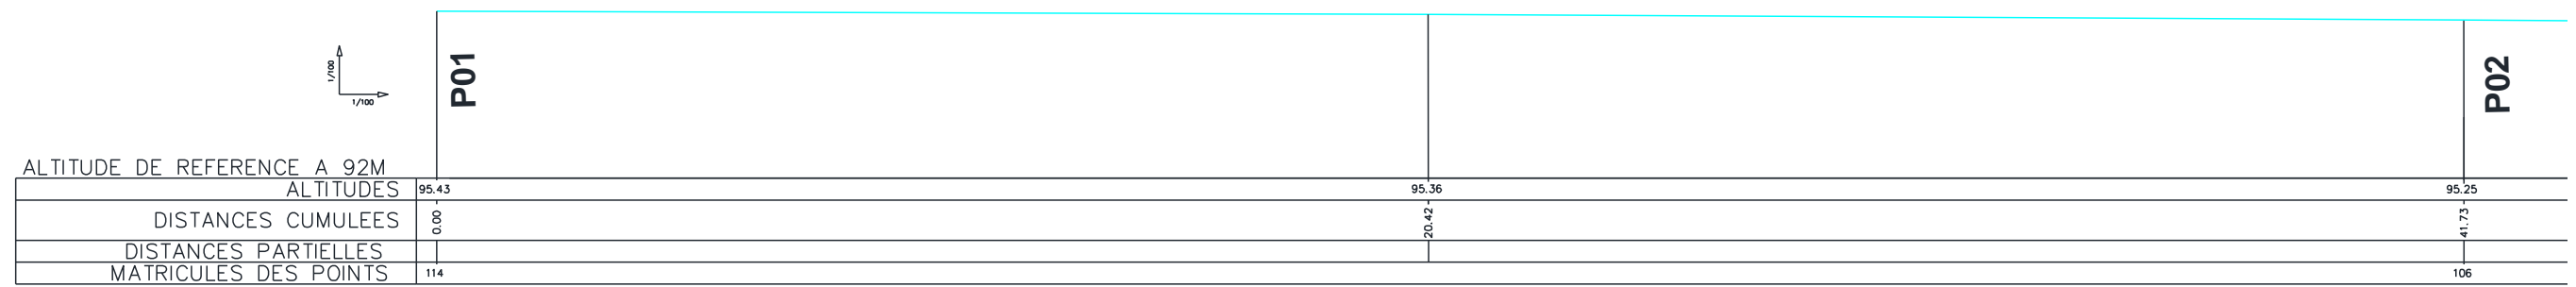 P01
P02
1/100
1/100
ALTITUDE DE REFERENCE A 92M
ALTITUDES 95.43 95.36 95.25
DISTANCES CUMULEES 0.00 20.42 41.73
DISTANCES PARTIELLES
MATRICULES DES POINTS 114 106